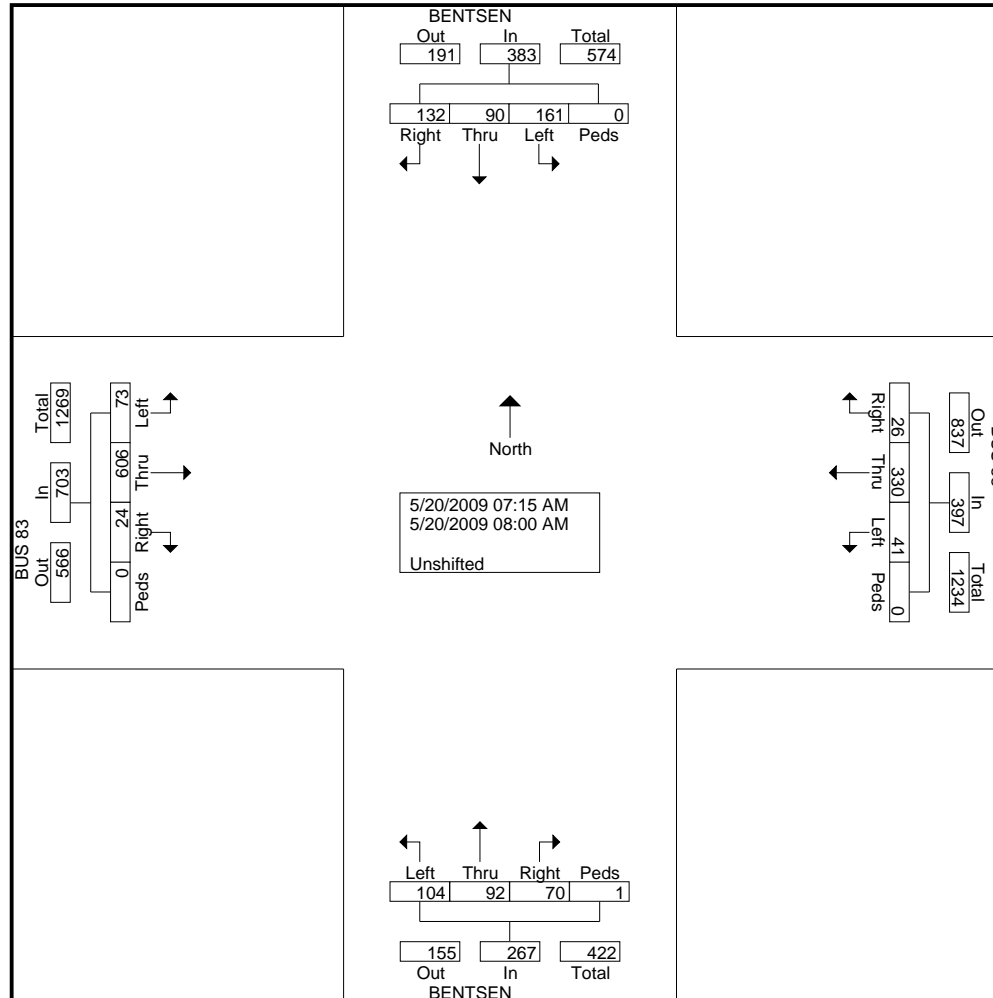 BENTSEN
Out In Total
191 383 574
132 90 161 0
Right Thru Left Peds
Total 1269
In 703
Out 566
BUS 83
Left 73
Thru 606
Right 24
Peds 0
North
5/20/2009 07:15 AM
5/20/2009 08:00 AM
Unshifted
Right 26
Thru 330
Left 41
Peds 0
Out 837
In 397
Total 1234
Left Thru Right Peds
104 92 70 1
155 267 422
Out In Total
BENTSEN